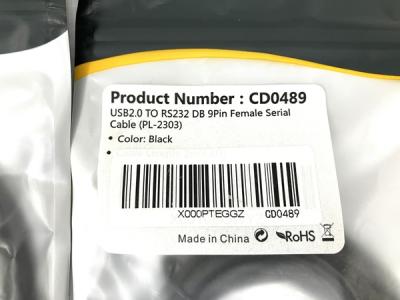 Product Number : CD0489
USB2.0 TO RS232 DB 9Pin Female Serial
Cable (PL-2303)
• Color: Black
•
X000PTEGGZ CD0489
Made in China RoHS